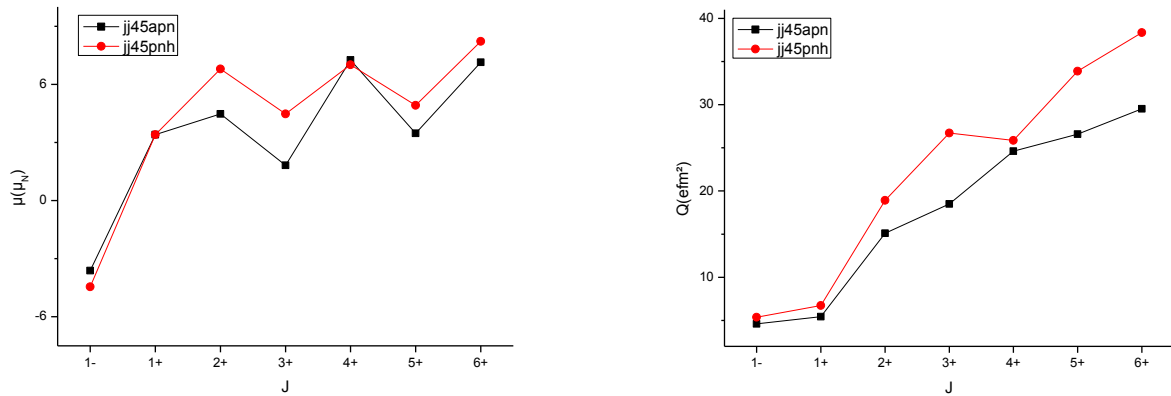 jj45apn
jj45pnh
6
0
-6
μ(μN)
1- 1+ 2+ 3+ 4+ 5+ 6+
J
jj45apn
jj45pnh
40
30
20
10
Q(efm²)
1- 1+ 2+ 3+ 4+ 5+ 6+
J